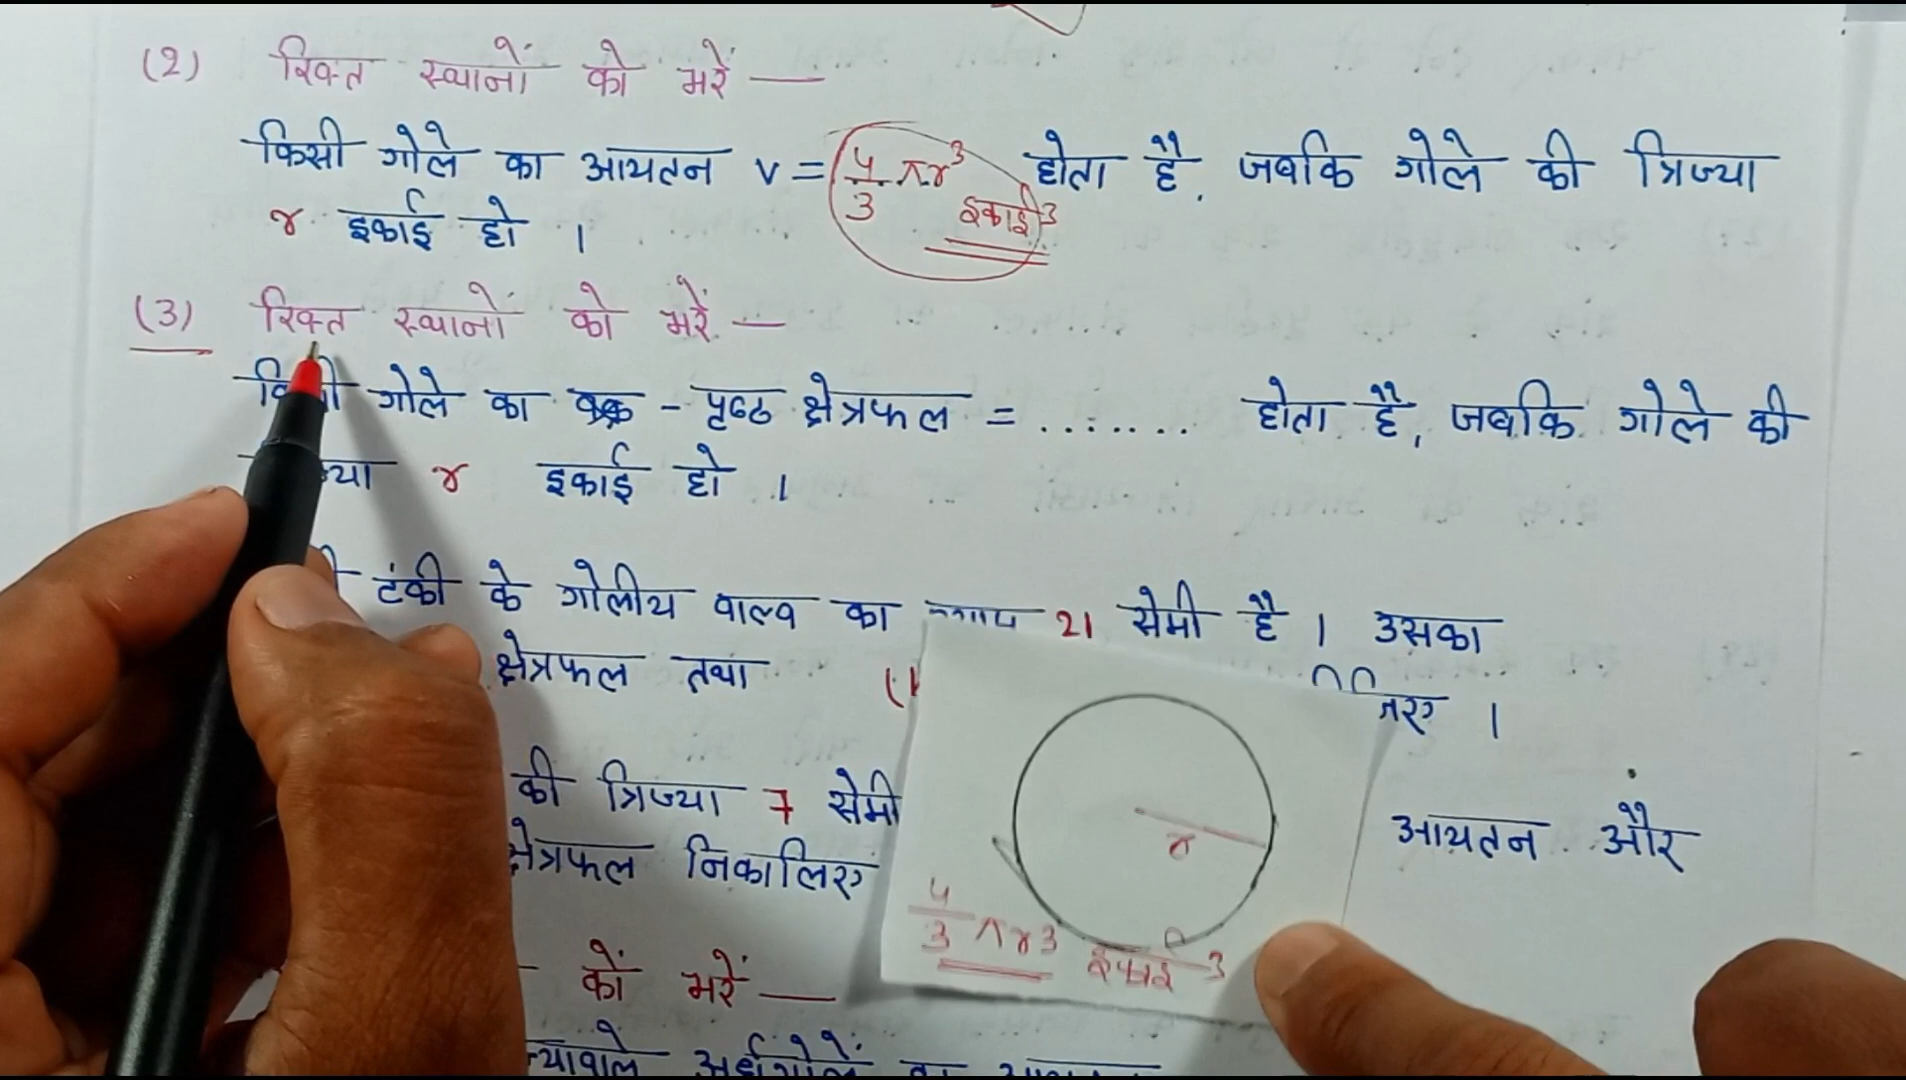 (2) रिक्त स्थानों को भरें —
किसी गोले का आयतन v = 4/3 πr³ इकाई³ होता है, जबकि गोले की त्रिज्या
r इकाई हो ।
(3) रिक्त स्थानों को भरें —
गोले का वक्र - पृष्ठ क्षेत्रफल = ........ होता है, जबकि गोले की
r इकाई हो ।
टंकी के गोलीय वाल्व का 21 सेमी है । उसका
क्षेत्रफल तथा
की त्रिज्या 7 सेमी आयतन और
क्षेत्रफल निकालिए
r
4/3 πr3 इकाई3
को भरें —